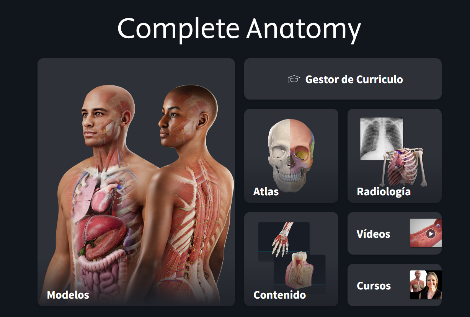 Complete Anatomy
Gestor de Curriculo
Atlas
Radiología
Modelos
Contenido
Vídeos
Cursos